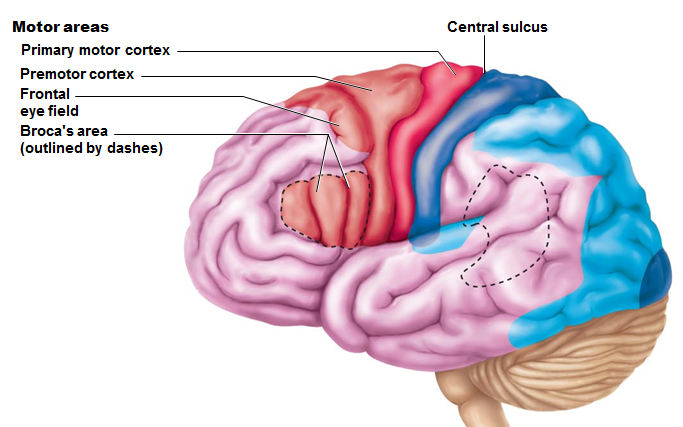 Motor areas
Central sulcus
Primary motor cortex
Premotor cortex
Frontal
eye field
Broca's area
(outlined by dashes)